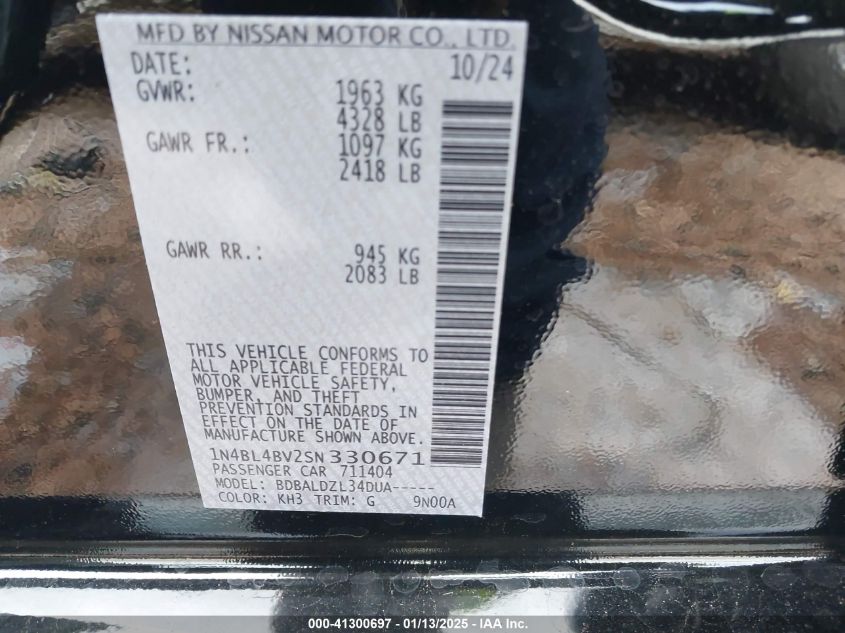 MFD BY NISSAN MOTOR CO., LTD.
DATE: 10/24
GVWR: 1963 KG
4328 LB
GAWR FR.: 1097 KG
2418 LB
GAWR RR.: 945 KG
2083 LB
THIS VEHICLE CONFORMS TO
ALL APPLICABLE FEDERAL
MOTOR VEHICLE SAFETY,
BUMPER, AND THEFT
PREVENTION STANDARDS IN
EFFECT ON THE DATE OF
MANUFACTURE SHOWN ABOVE.
1N4BL4BV2SN330671
PASSENGER CAR 711404
MODEL: BDBALDZL34DUA-----
COLOR: KH3 TRIM: G 9N00A
000-41300697 - 01/13/2025 - IAA Inc.